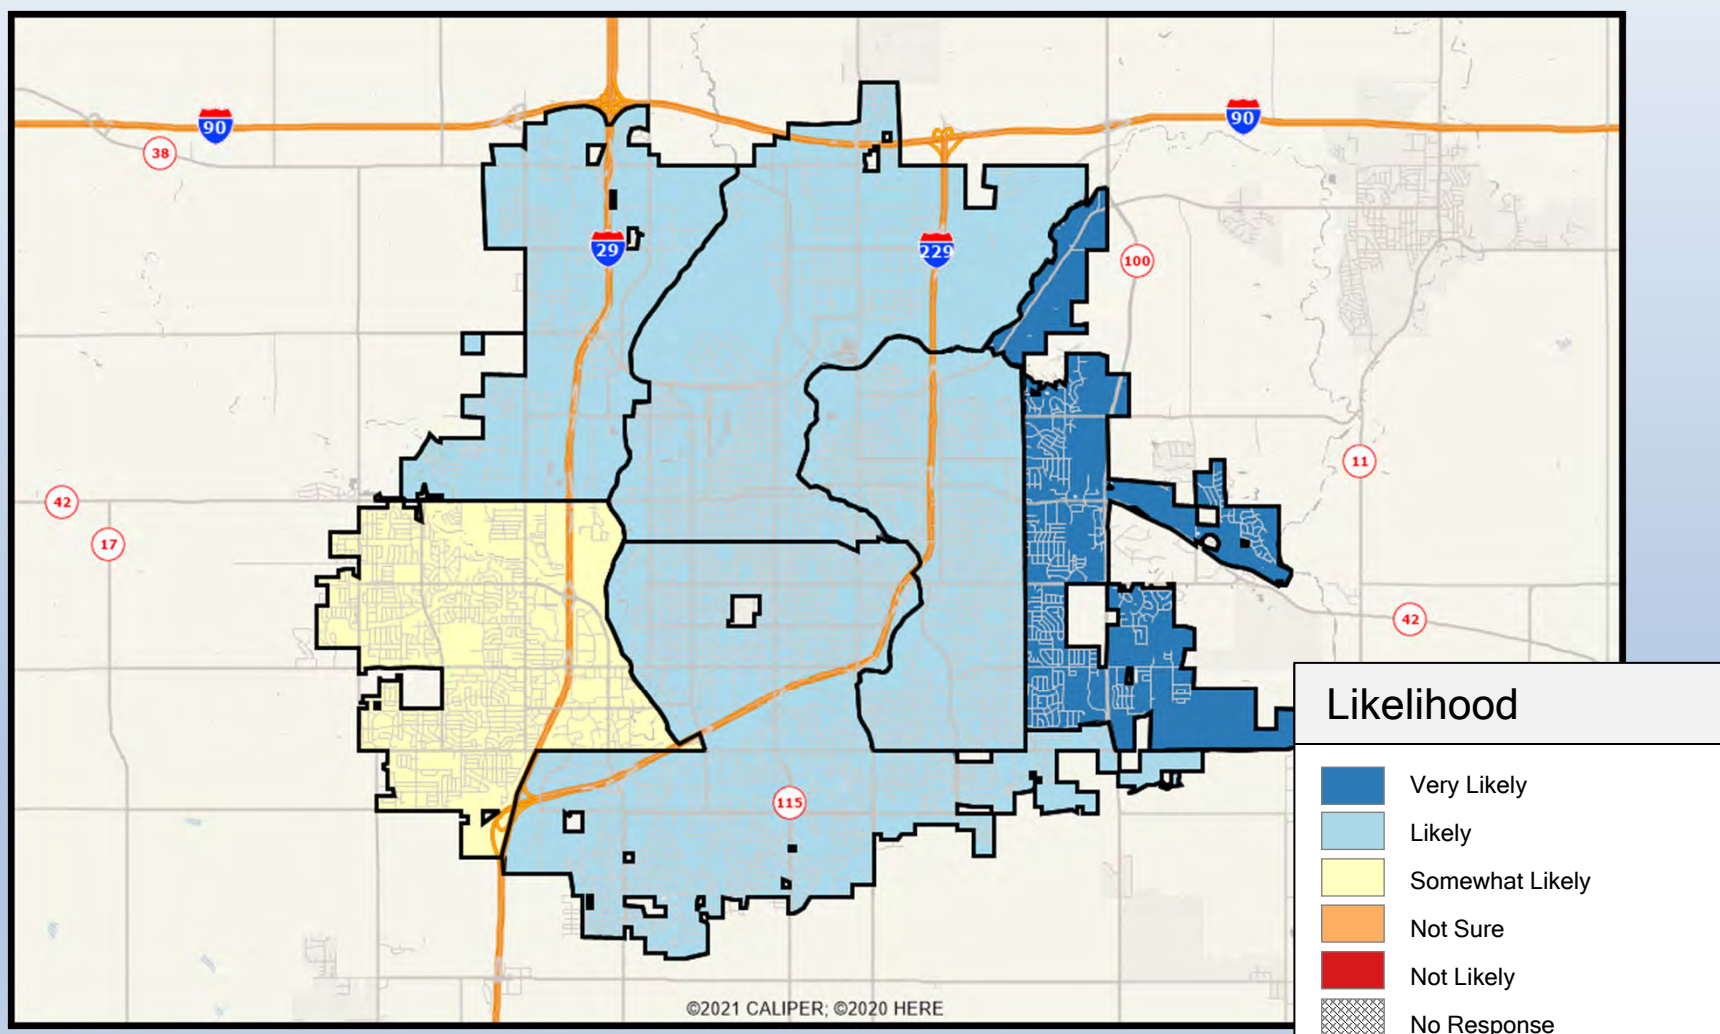 90
90
38
29
229
100
11
42
17
42
115
Likelihood
Very Likely
Likely
Somewhat Likely
Not Sure
Not Likely
No Response
©2021 CALIPER; ©2020 HERE